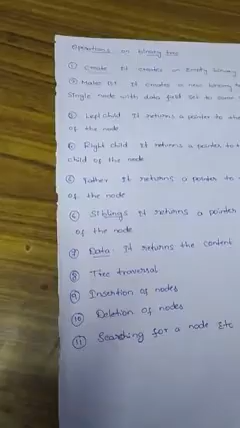 Operations on binary tree
① Create It creates an empty binary
② Make BT It creates a new binary
single node with data field set to some
③ Left child It returns a pointer to
of the node
④ Right child It returns a pointer to
child of the node
⑤ Father It returns a pointer to
of the node
⑥ Siblings It returns a pointer
of the node
⑦ Data It returns the content
⑧ Tree traversal
⑨ Insertion of nodes
⑩ Deletion of nodes
⑪ Searching for a node Etc